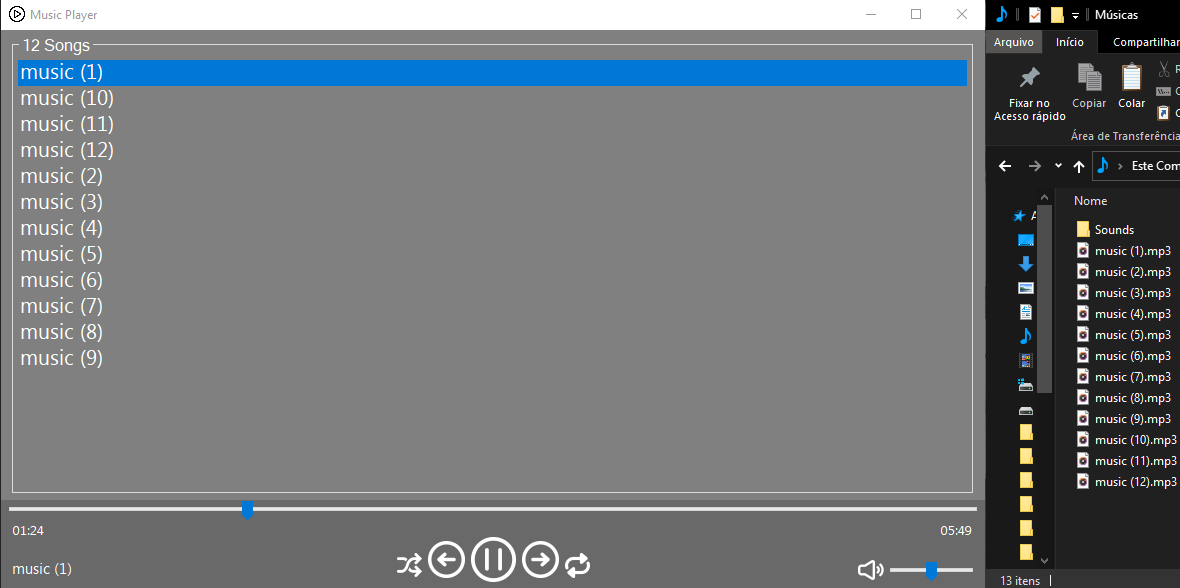 Music Player
12 Songs
music (1)
music (10)
music (11)
music (12)
music (2)
music (3)
music (4)
music (5)
music (6)
music (7)
music (8)
music (9)
01:24
05:49
music (1)
Músicas
Arquivo
Início
Compartilhar
Fixar no
Acesso rápido
Copiar
Colar
Área de Transferência
Este Com
Nome
Sounds
music (1).mp3
music (2).mp3
music (3).mp3
music (4).mp3
music (5).mp3
music (6).mp3
music (7).mp3
music (8).mp3
music (9).mp3
music (10).mp3
music (11).mp3
music (12).mp3
13 itens